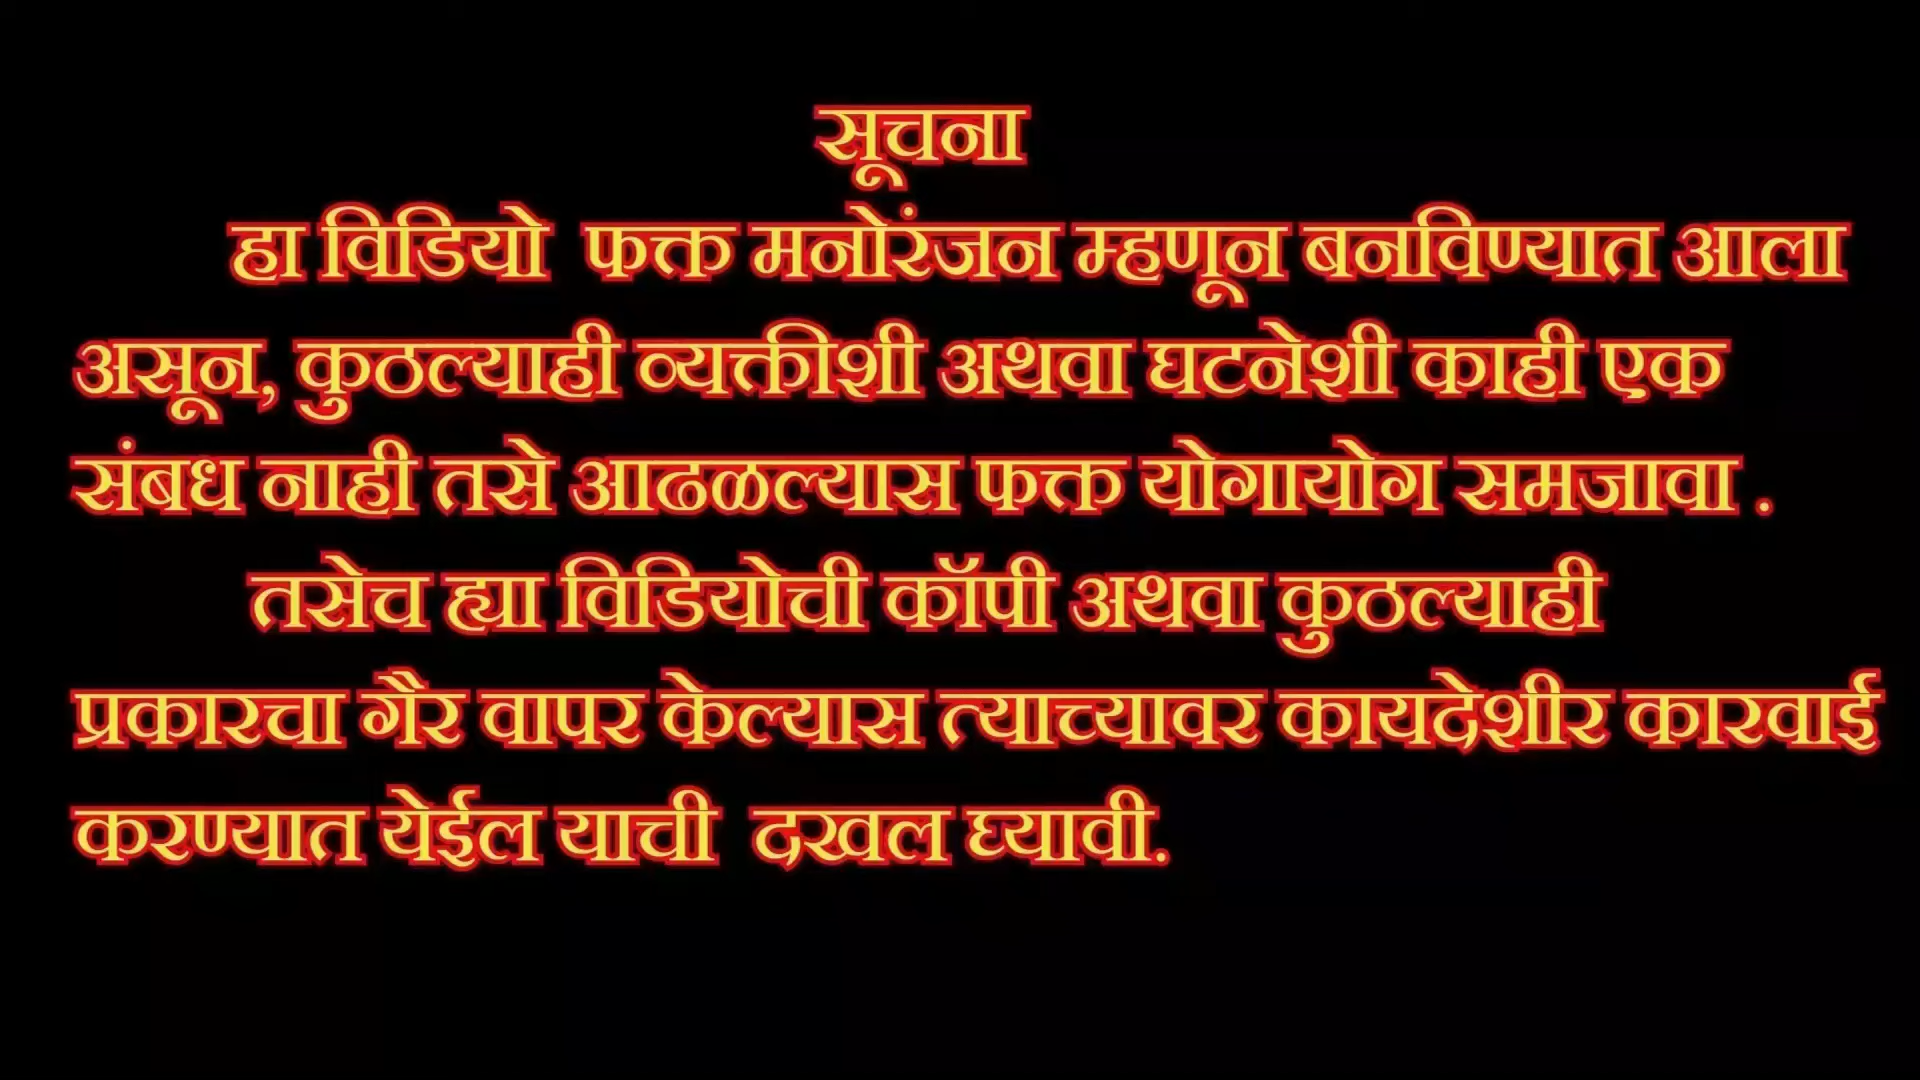 सूचना
हा विडियो फक्त मनोरंजन म्हणून बनविण्यात आला
असून, कुठल्याही व्यक्तीशी अथवा घटनेशी काही एक
संबध नाही तसे आढळल्यास फक्त योगायोग समजावा .
तसेच ह्या विडियोची कॉपी अथवा कुठल्याही
प्रकारचा गैर वापर केल्यास त्याच्यावर कायदेशीर कारवाई
करण्यात येईल याची दखल घ्यावी.